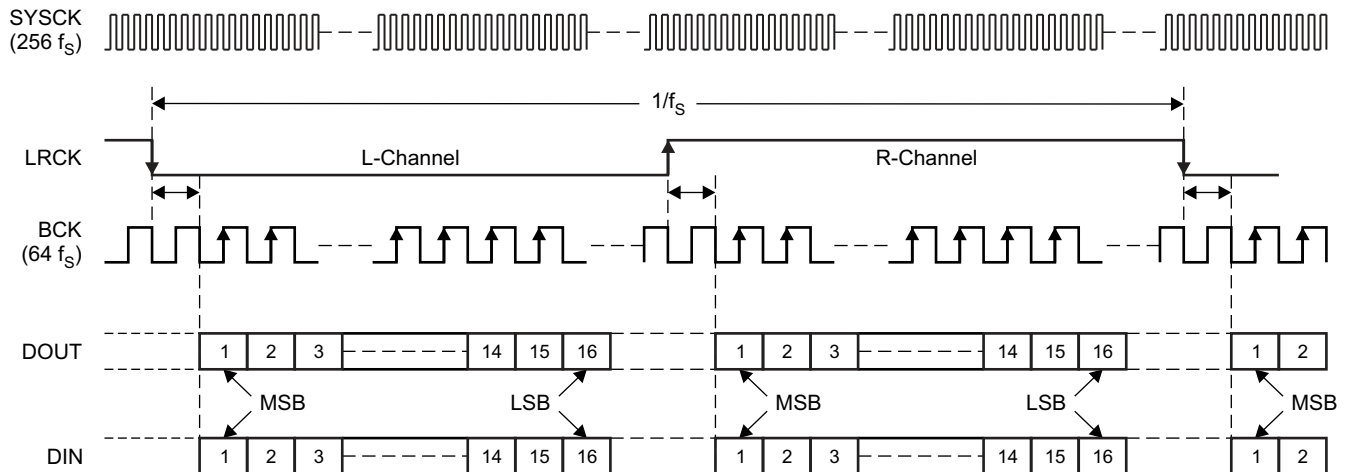 SYSCK
(256 fS)
1/fS
LRCK
L-Channel
R-Channel
BCK
(64 fS)
DOUT
1 2 3 14 15 16 1 2 3 14 15 16 1 2
MSB LSB MSB LSB MSB
DIN
1 2 3 14 15 16 1 2 3 14 15 16 1 2